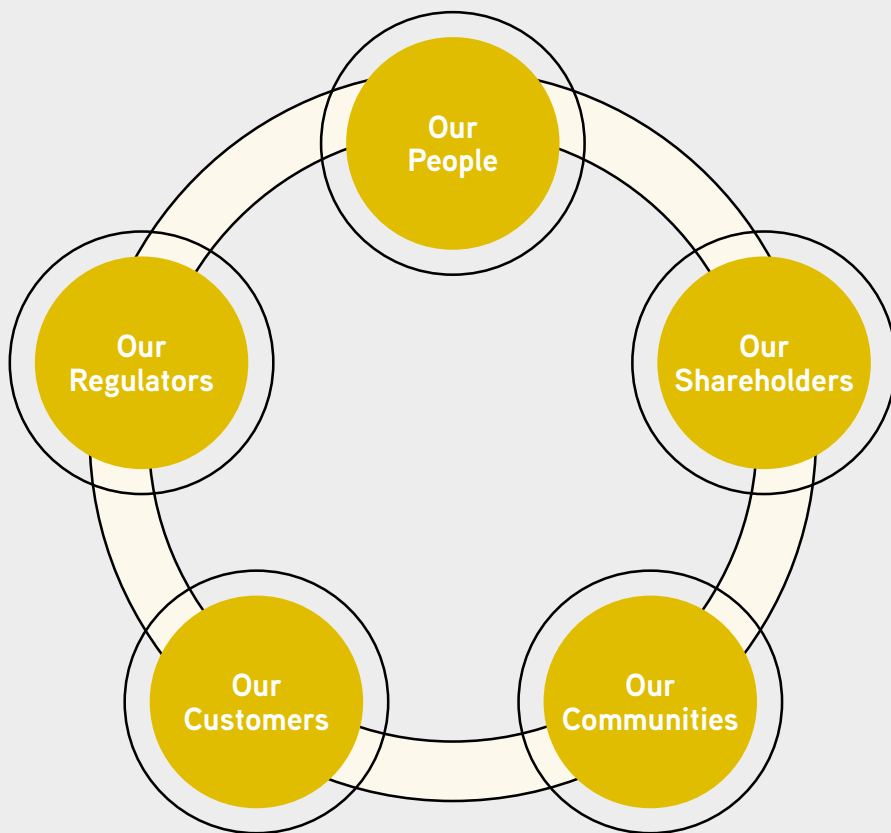 Our
People
Our
Shareholders
Our
Communities
Our
Customers
Our
Regulators